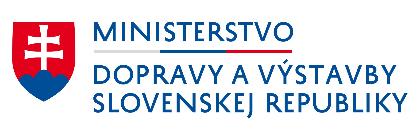 MINISTERSTVO
DOPRAVY A VÝSTAVBY
SLOVENSKEJ REPUBLIKY